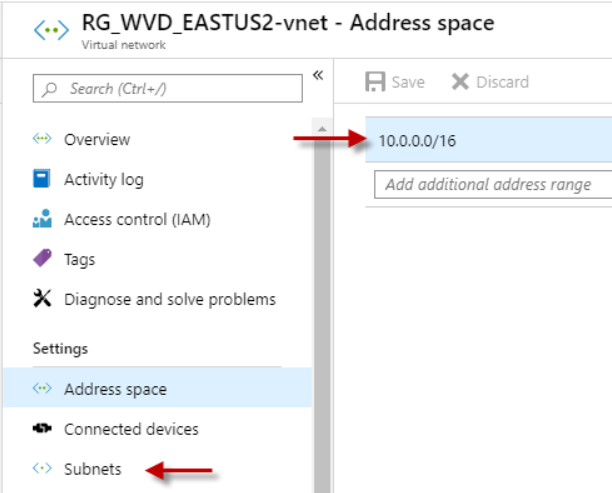 RG_WVD_EASTUS2-vnet - Address space
Virtual network
Search (Ctrl+/)
«
Overview
Activity log
Access control (IAM)
Tags
Diagnose and solve problems
Settings
Address space
Connected devices
Subnets
Save
Discard
10.0.0.0/16
Add additional address range